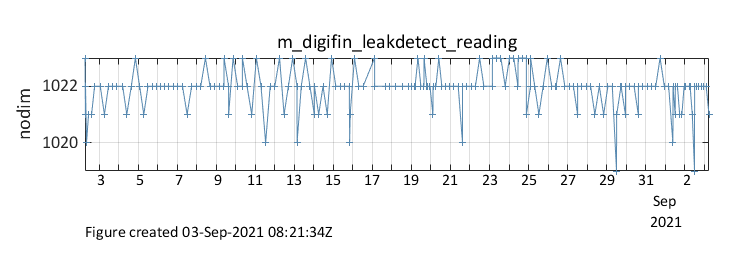 m_digifin_leakdetect_reading
nodim
1022
1020
3 5 7 9 11 13 15 17 19 21 23 25 27 29 31 2
Sep
2021
Figure created 03-Sep-2021 08:21:34Z